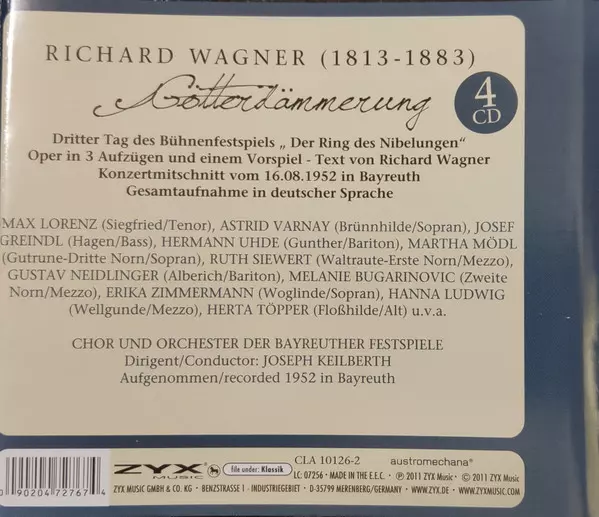 RICHARD WAGNER (1813-1883)
Götterdämmerung
4
CD
Dritter Tag des Bühnenfestspiels „ Der Ring des Nibelungen“
Oper in 3 Aufzügen und einem Vorspiel - Text von Richard Wagner
Konzertmitschnitt vom 16.08.1952 in Bayreuth
Gesamtaufnahme in deutscher Sprache
MAX LORENZ (Siegfried/Tenor), ASTRID VARNAY (Brünnhilde/Sopran), JOSEF
GREINDL (Hagen/Bass), HERMANN UHDE (Gunther/Bariton), MARTHA MÖDL
(Gutrune-Dritte Norn/Sopran), RUTH SIEWERT (Waltraute-Erste Norn/Mezzo),
GUSTAV NEIDLINGER (Alberich/Bariton), MELANIE BUGARINOVIC (Zweite
Norn/Mezzo), ERIKA ZIMMERMANN (Woglinde/Sopran), HANNA LUDWIG
(Wellgunde/Mezzo), HERTA TÖPPER (Floßhilde/Alt) u.v.a.
CHOR UND ORCHESTER DER BAYREUTHER FESTSPIELE
Dirigent/Conductor: JOSEPH KEILBERTH
Aufgenommen/recorded 1952 in Bayreuth
90204 72767 4
ZYX
MUSIC
file under: Klassik
CLA 10126-2
austromechana®
LC: 07256 - MADE IN THE E.E.C. ℗ 2011 ZYX Music © 2011 ZYX Music
ZYX MUSIC GMBH & CO. KG - BENZSTRASSE 1 - INDUSTRIEGEBIET - D-35799 MERENBERG/GERMANY - WWW.ZYX.DE - WWW.ZYXMUSIC.COM